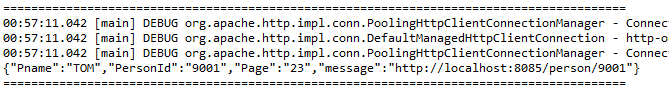 ================================================================================
00:57:11.042 [main] DEBUG org.apache.http.impl.conn.PoolingHttpClientConnectionManager - Connec
00:57:11.042 [main] DEBUG org.apache.http.impl.conn.DefaultManagedHttpClientConnection - http-o
00:57:11.042 [main] DEBUG org.apache.http.impl.conn.PoolingHttpClientConnectionManager - Connec
{"Pname":"TOM","PersonId":"9001","Page":"23","message":"http://localhost:8085/person/9001"}
================================================================================